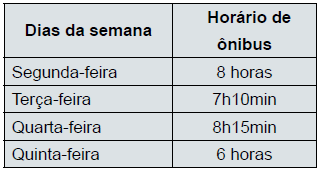 Dias da semana Horário de ônibus
Segunda-feira 8 horas
Terça-feira 7h10min
Quarta-feira 8h15min
Quinta-feira 6 horas